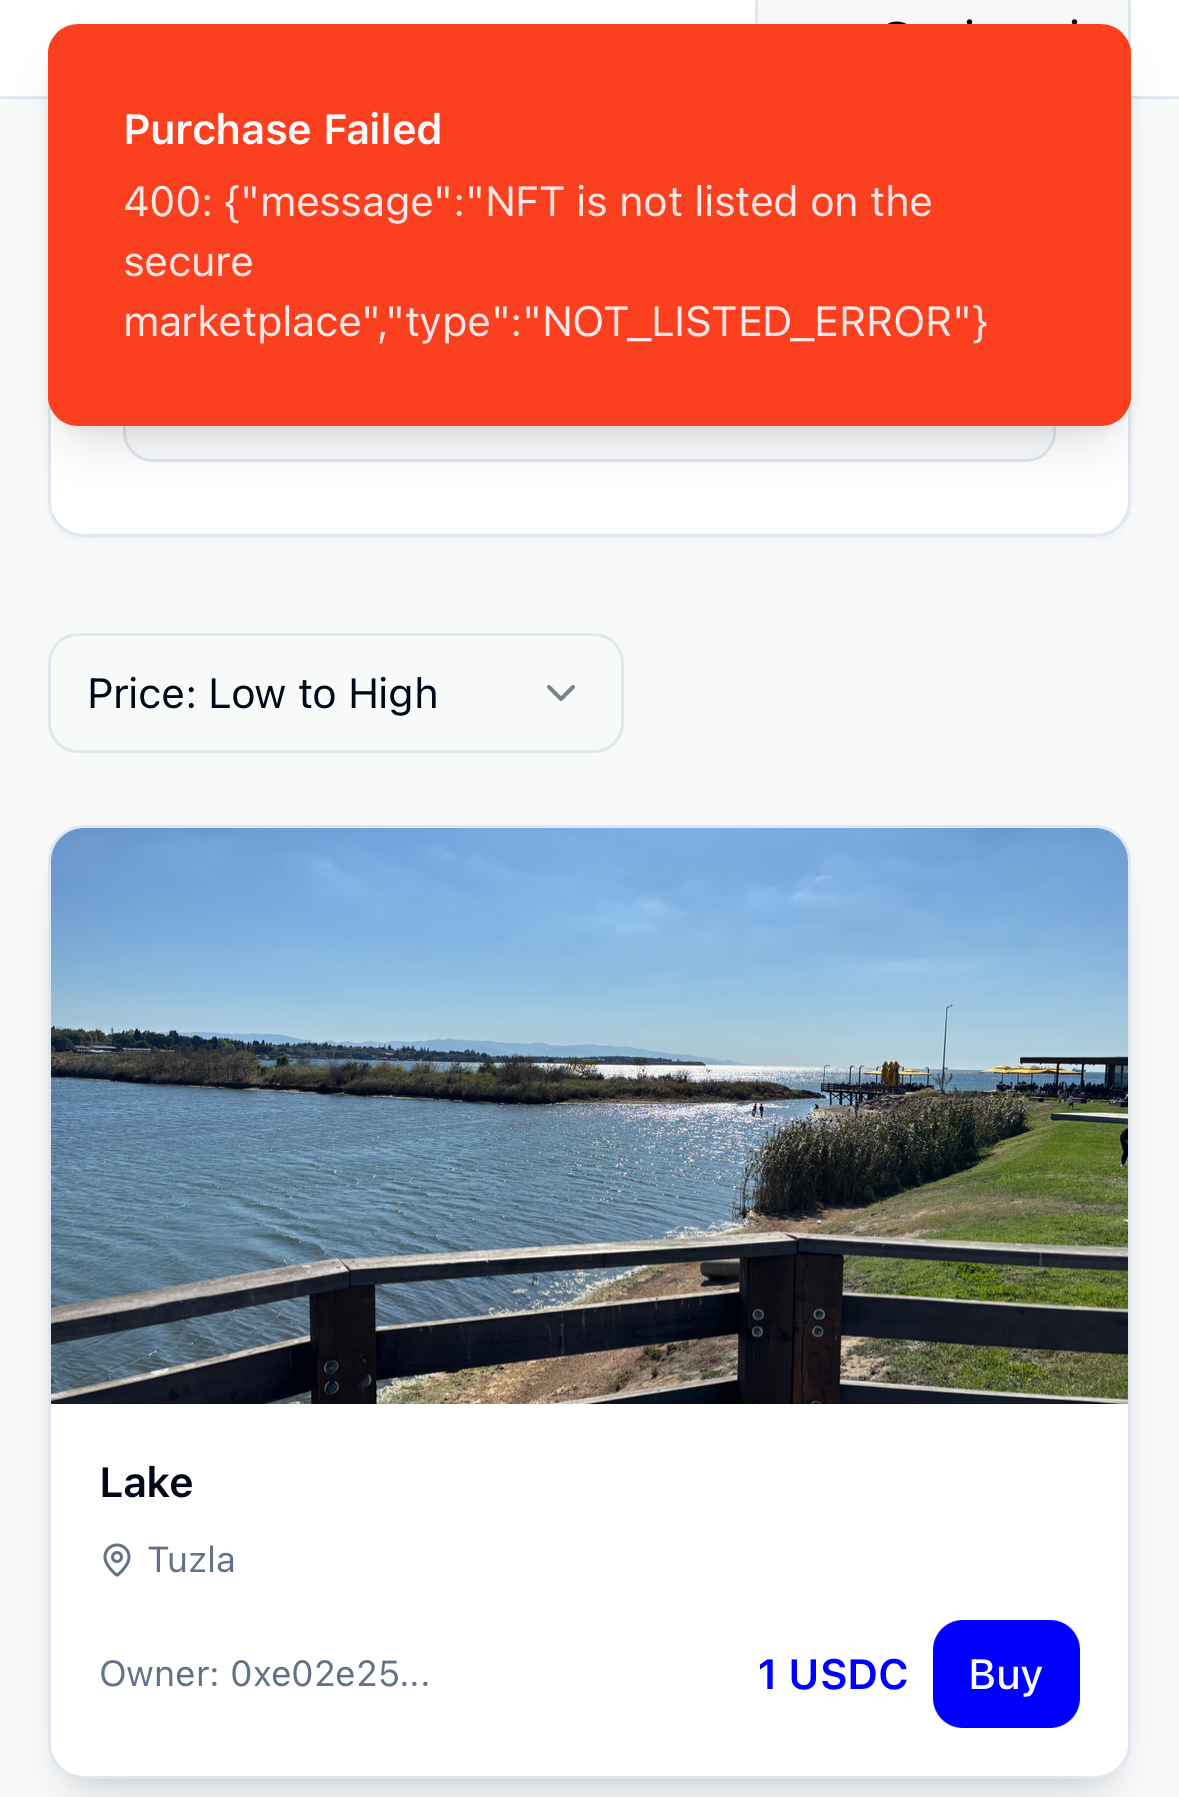 Purchase Failed
400: {"message":"NFT is not listed on the
secure
marketplace","type":"NOT_LISTED_ERROR"}
Price: Low to High
Lake
Tuzla
Owner: 0xe02e25...
1 USDC
Buy